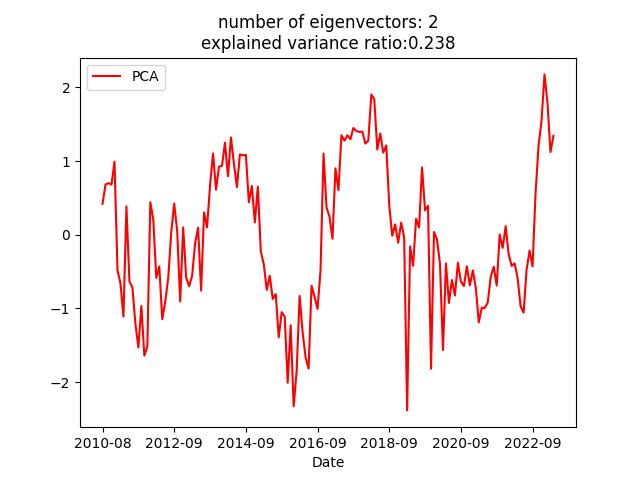 number of eigenvectors: 2
explained variance ratio:0.238
PCA
2
1
0
−1
−2
2010-08 2012-09 2014-09 2016-09 2018-09 2020-09 2022-09
Date